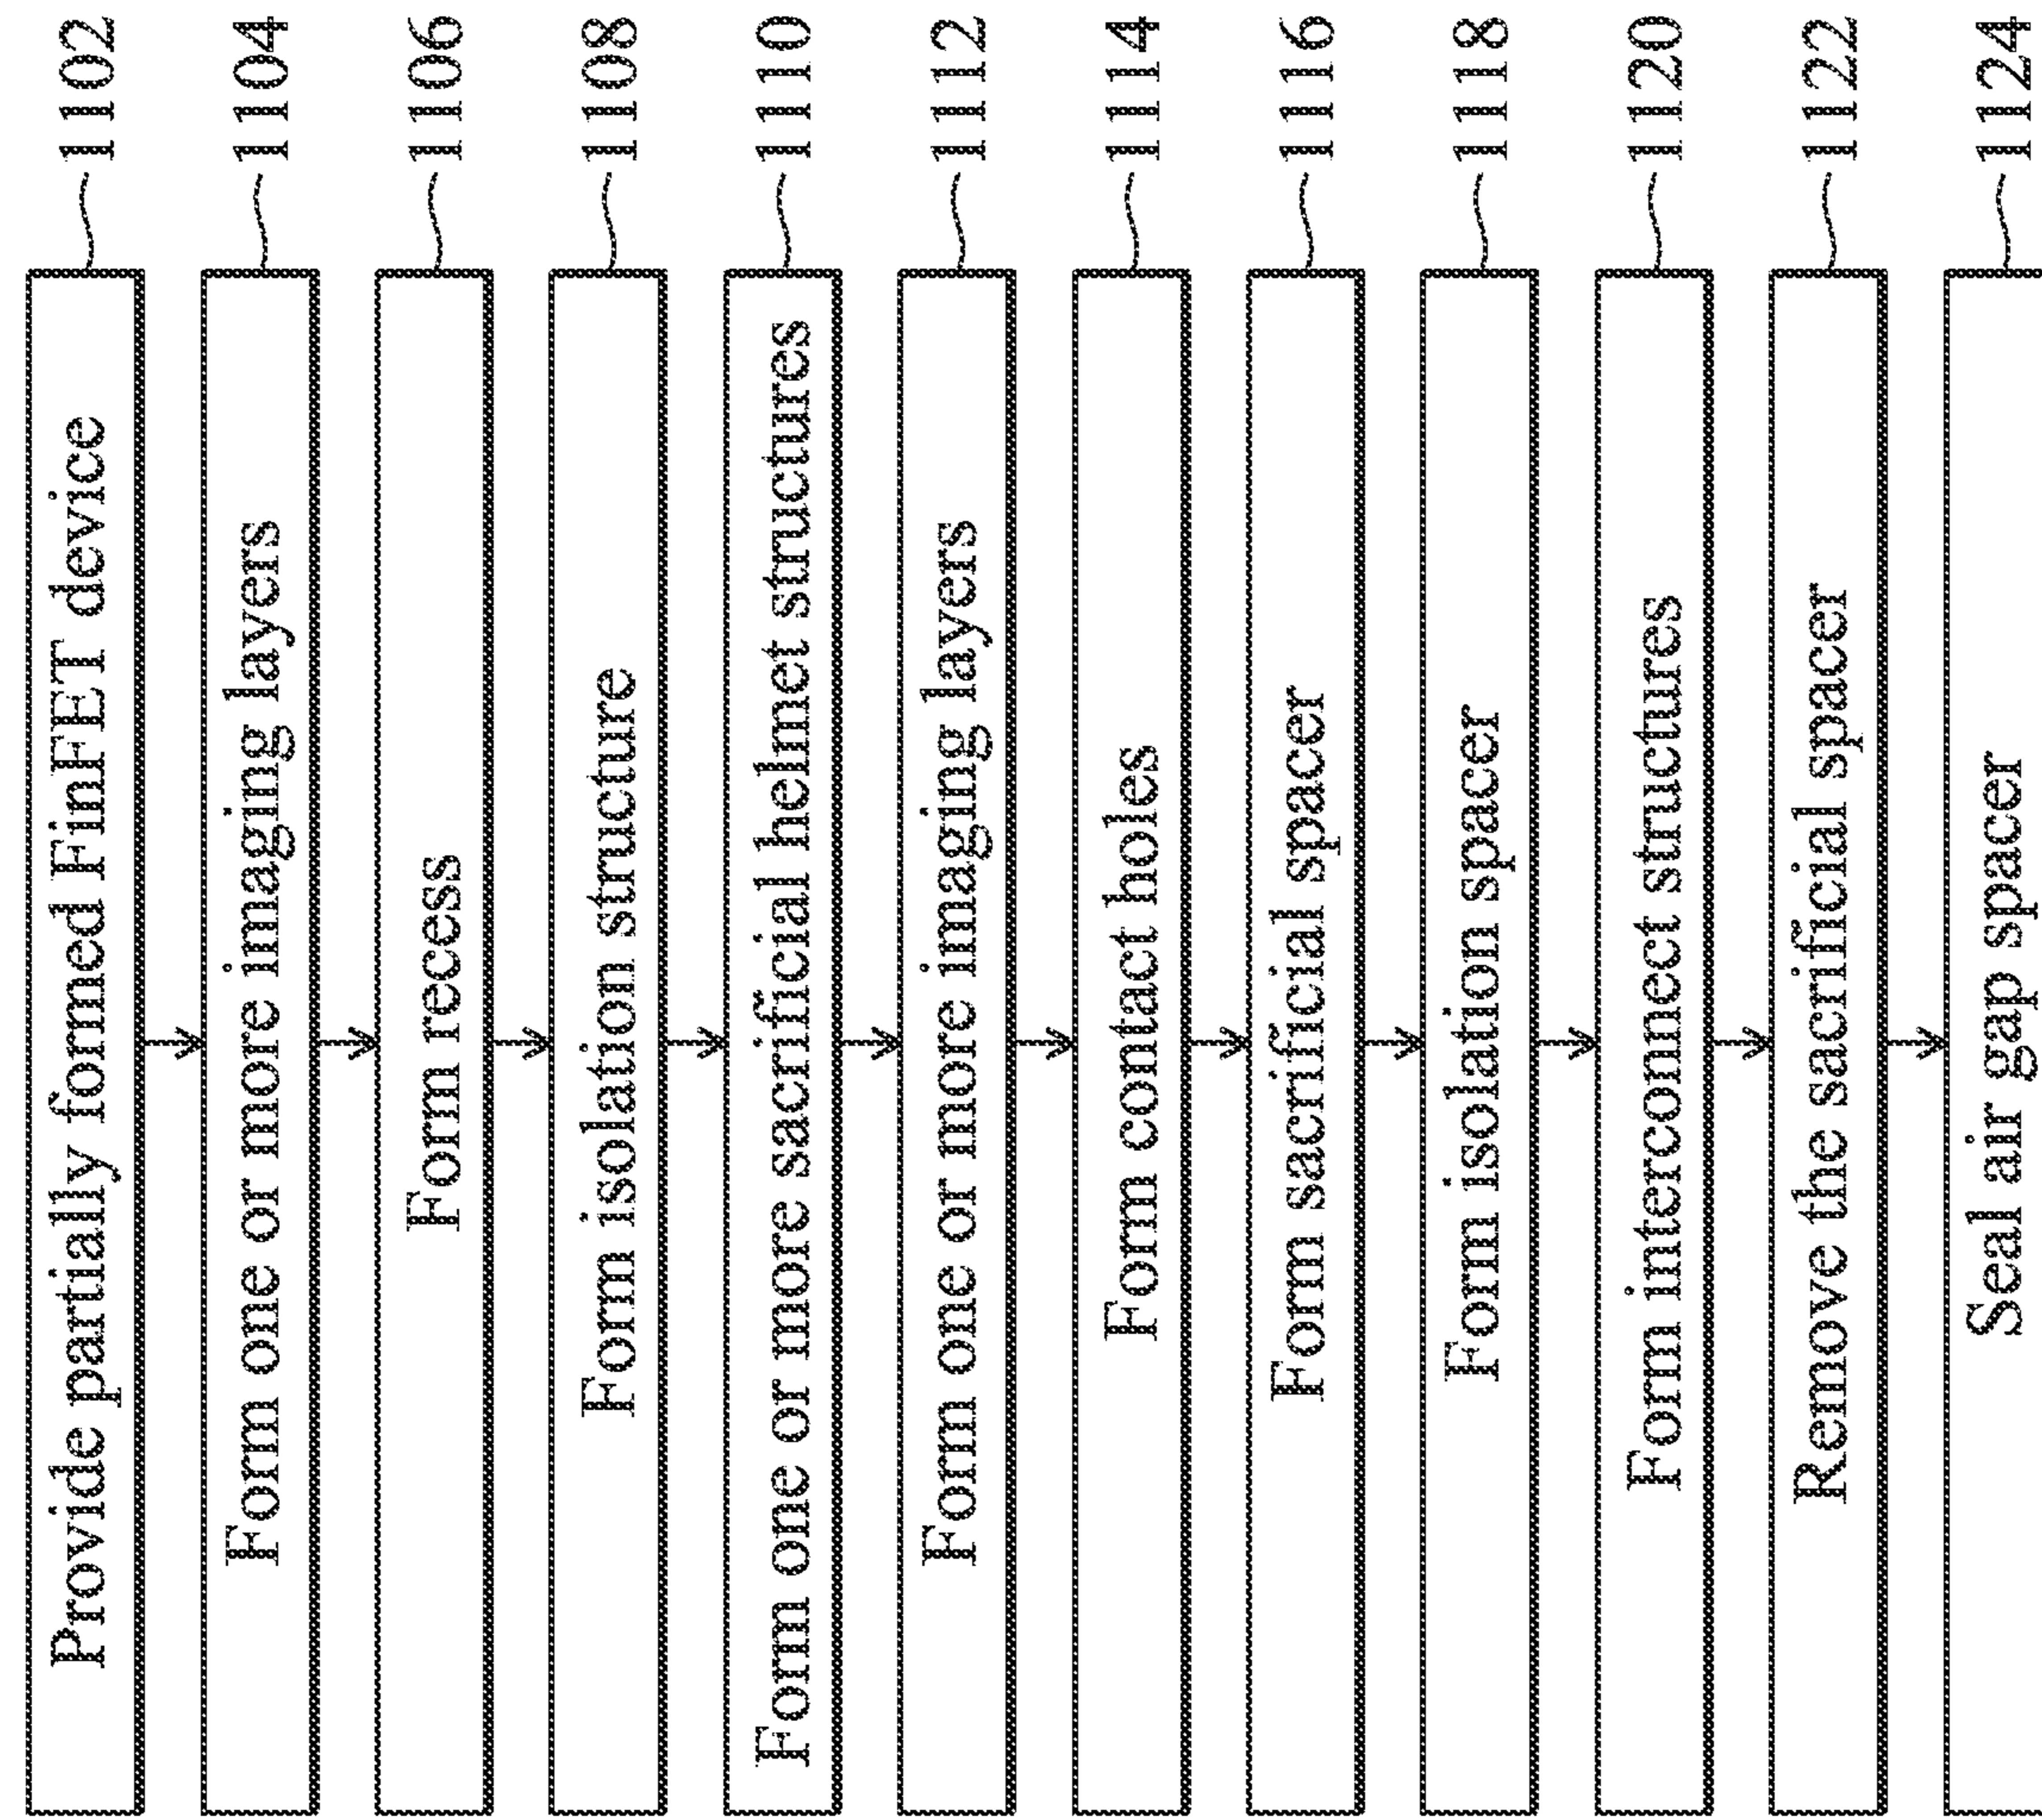 Provide partially formed FinFET device 1102
Form one or more imaging layers 1104
Form recess 1106
Form isolation structure 1108
Form one or more sacrificial helmet structures 1110
Form one or more imaging layers 1112
Form contact holes 1114
Form sacrificial spacer 1116
Form isolation spacer 1118
Form interconnect structures 1120
Remove the sacrificial spacer 1122
Seal air gap spacer 1124